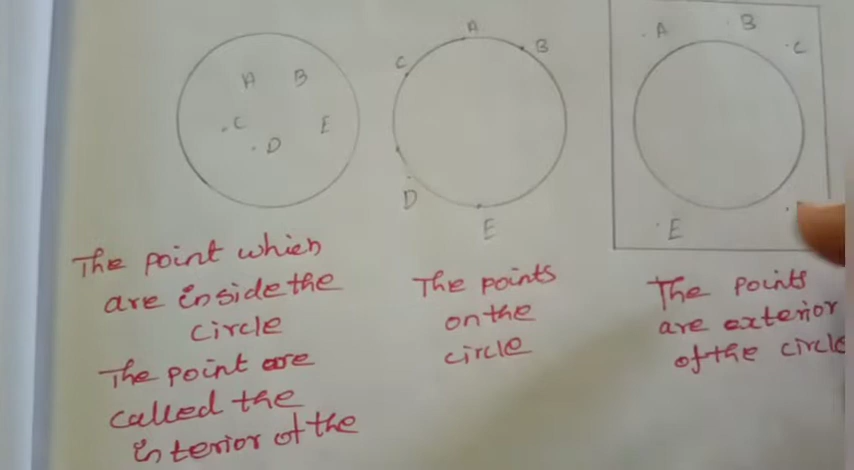 A B
C
D E
A
B
C
D
E
A B
C
E
The point which
are inside the
circle
The point are
called the
interior of the
The points
on the
circle
The points
are exterior
of the circle